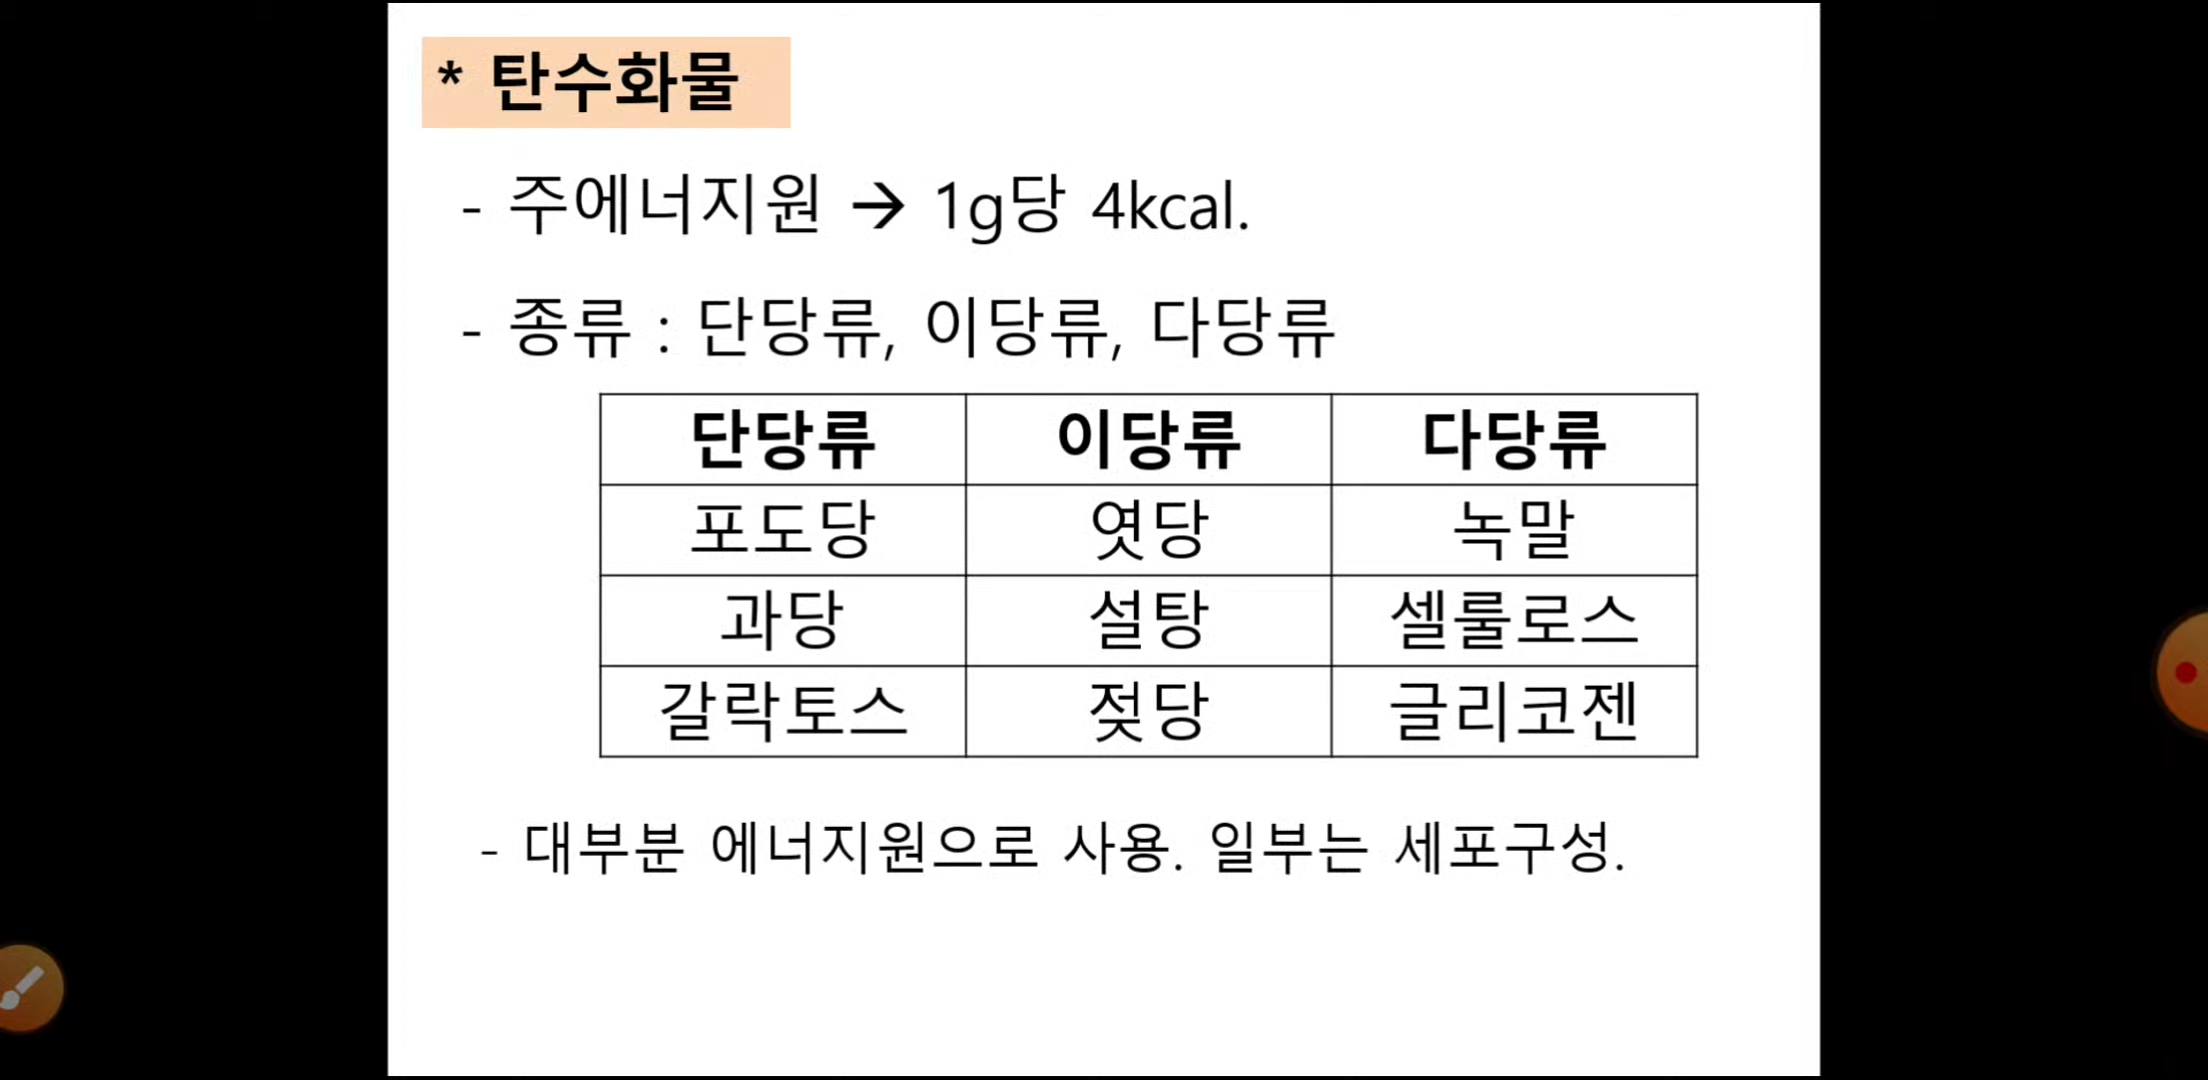 * 탄수화물
- 주에너지원 → 1g당 4kcal.
- 종류 : 단당류, 이당류, 다당류
단당류 이당류 다당류
포도당 엿당 녹말
과당 설탕 셀룰로스
갈락토스 젖당 글리코젠
- 대부분 에너지원으로 사용. 일부는 세포구성.